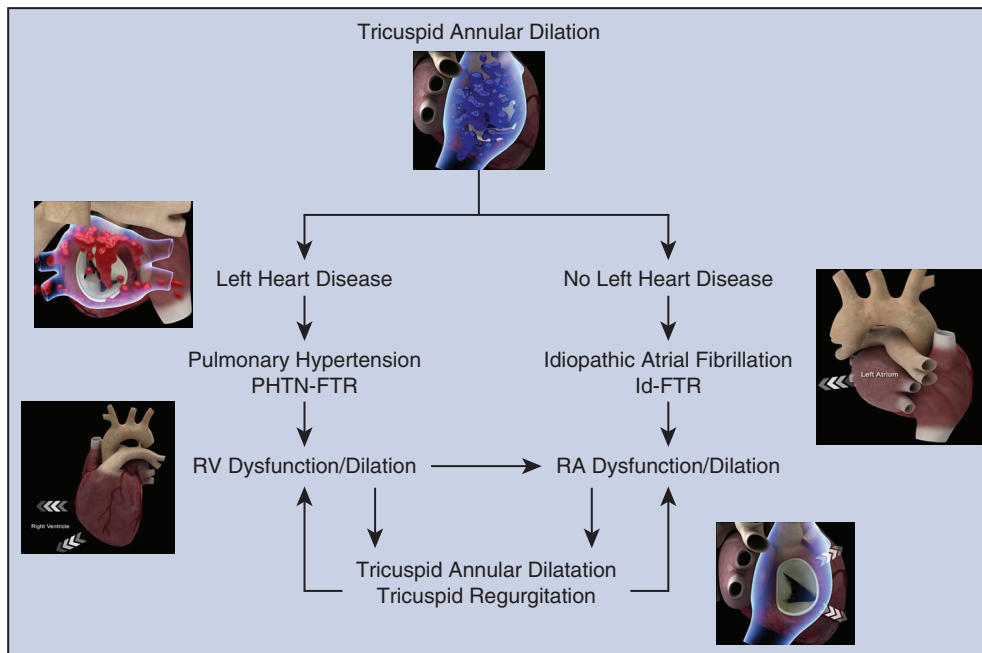 Tricuspid Annular Dilation
Left Heart Disease
No Left Heart Disease
Pulmonary Hypertension
PHTN-FTR
Idiopathic Atrial Fibrillation
Id-FTR
Left Atrium
RV Dysfunction/Dilation
RA Dysfunction/Dilation
Right Ventricle
Tricuspid Annular Dilatation
Tricuspid Regurgitation